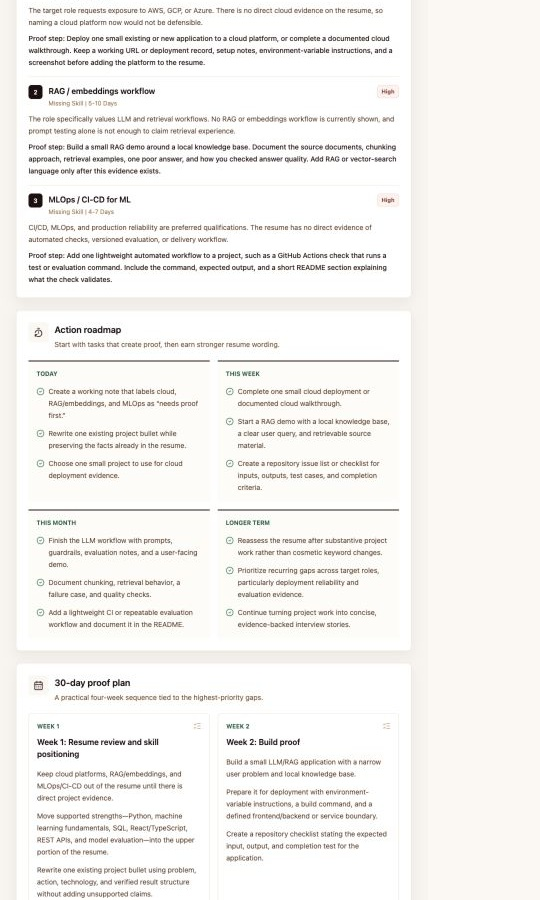 The target role requests exposure to AWS, GCP, or Azure. There is no direct cloud evidence on the resume, so
naming a cloud platform now would not be defensible.
Proof step: Deploy one small existing or new application to a cloud platform, or complete a documented cloud
walkthrough. Keep a working URL or deployment record, setup notes, environment-variable instructions, and a
screenshot before adding the platform to the resume.
2 RAG / embeddings workflow High
Missing Skill | 5-10 Days
The role specifically values LLM and retrieval workflows. No RAG or embeddings workflow is currently shown, and
prompt testing alone is not enough to claim retrieval experience.
Proof step: Build a small RAG demo around a local knowledge base. Document the source documents, chunking
approach, retrieval examples, one poor answer, and how you checked answer quality. Add RAG or vector-search
language only after this evidence exists.
3 MLOps / CI-CD for ML High
Missing Skill | 4-7 Days
CI/CD, MLOps, and production reliability are preferred qualifications. The resume has no direct evidence of
automated checks, versioned evaluation, or delivery workflow.
Proof step: Add one lightweight automated workflow to a project, such as a GitHub Actions check that runs a
test or evaluation command. Include the command, expected output, and a short README section explaining
what the check validates.
Action roadmap
Start with tasks that create proof, then earn stronger resume wording.
TODAY
Create a working note that labels cloud,
RAG/embeddings, and MLOps as "needs proof
first."
Rewrite one existing project bullet while
preserving the facts already in the resume.
Choose one small project to use for cloud
deployment evidence.
THIS WEEK
Complete one small cloud deployment or
documented cloud walkthrough.
Start a RAG demo with a local knowledge base,
a clear user query, and retrievable source
material.
Create a repository issue list or checklist for
inputs, outputs, test cases, and completion
criteria.
THIS MONTH
Finish the LLM workflow with prompts,
guardrails, evaluation notes, and a user-facing
demo.
Document chunking, retrieval behavior, a
failure case, and quality checks.
Add a lightweight CI or repeatable evaluation
workflow and document it in the README.
LONGER TERM
Reassess the resume after substantive project
work rather than cosmetic keyword changes.
Prioritize recurring gaps across target roles,
particularly deployment reliability and
evaluation evidence.
Continue turning project work into concise,
evidence-backed interview stories.
30-day proof plan
A practical four-week sequence tied to the highest-priority gaps.
WEEK 1
Week 1: Resume review and skill
positioning
Keep cloud platforms, RAG/embeddings, and
MLOps/CI-CD out of the resume until there is
direct project evidence.
Move supported strengths—Python, machine
learning fundamentals, SQL, React/TypeScript,
REST APIs, and model evaluation—into the upper
portion of the resume.
Rewrite one existing project bullet using problem,
action, technology, and verified result structure
without adding unsupported claims.
WEEK 2
Week 2: Build proof
Build a small LLM/RAG application with a narrow
user problem and local knowledge base.
Prepare it for deployment with environment-
variable instructions, a build command, and a
defined frontend/backend or service boundary.
Create a repository checklist stating the expected
input, output, and completion test for the
application.